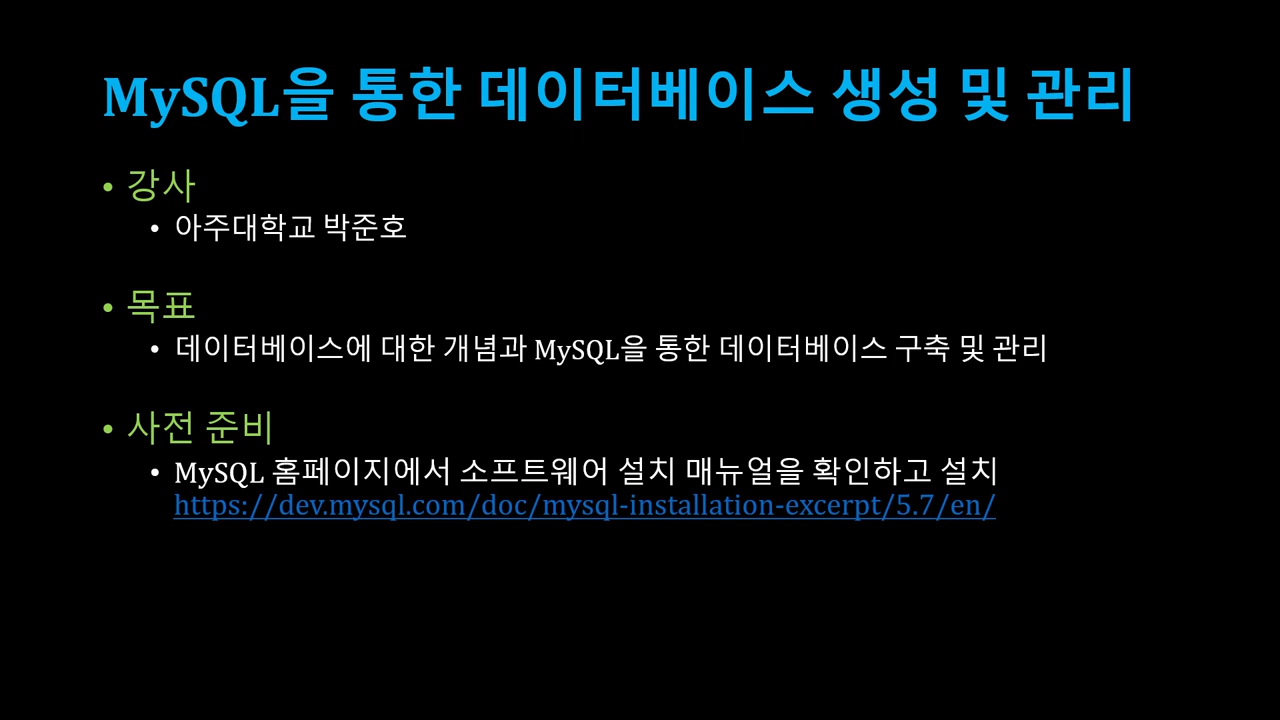 MySQL을 통한 데이터베이스 생성 및 관리
• 강사
• 아주대학교 박준호
• 목표
• 데이터베이스에 대한 개념과 MySQL을 통한 데이터베이스 구축 및 관리
• 사전 준비
• MySQL 홈페이지에서 소프트웨어 설치 매뉴얼을 확인하고 설치
https://dev.mysql.com/doc/mysql-installation-excerpt/5.7/en/